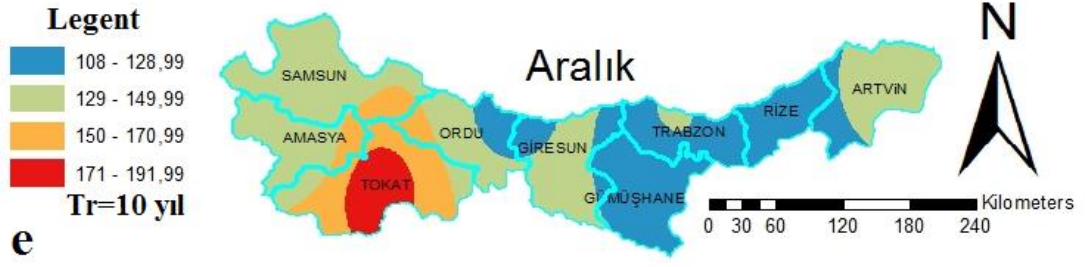 Legent
108 - 128,99
129 - 149,99
150 - 170,99
171 - 191,99
Tr=10 yıl
e
Aralık
N
SAMSUN
AMASYA
TOKAT
ORDU
GİRESUN
GÜMÜŞHANE
TRABZON
RİZE
ARTVİN
Kilometers
0 30 60 120 180 240